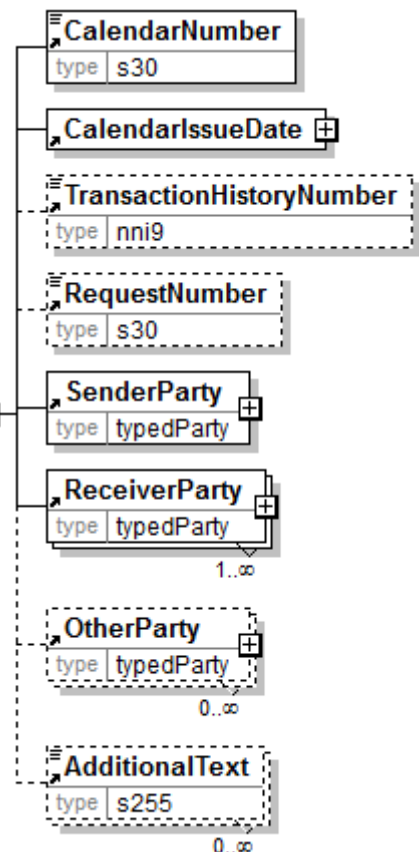 CalendarNumber
type s30
CalendarIssueDate
TransactionHistoryNumber
type nni9
RequestNumber
type s30
SenderParty
type typedParty
ReceiverParty
type typedParty
1..∞
OtherParty
type typedParty
0..∞
AdditionalText
type s255
0..∞